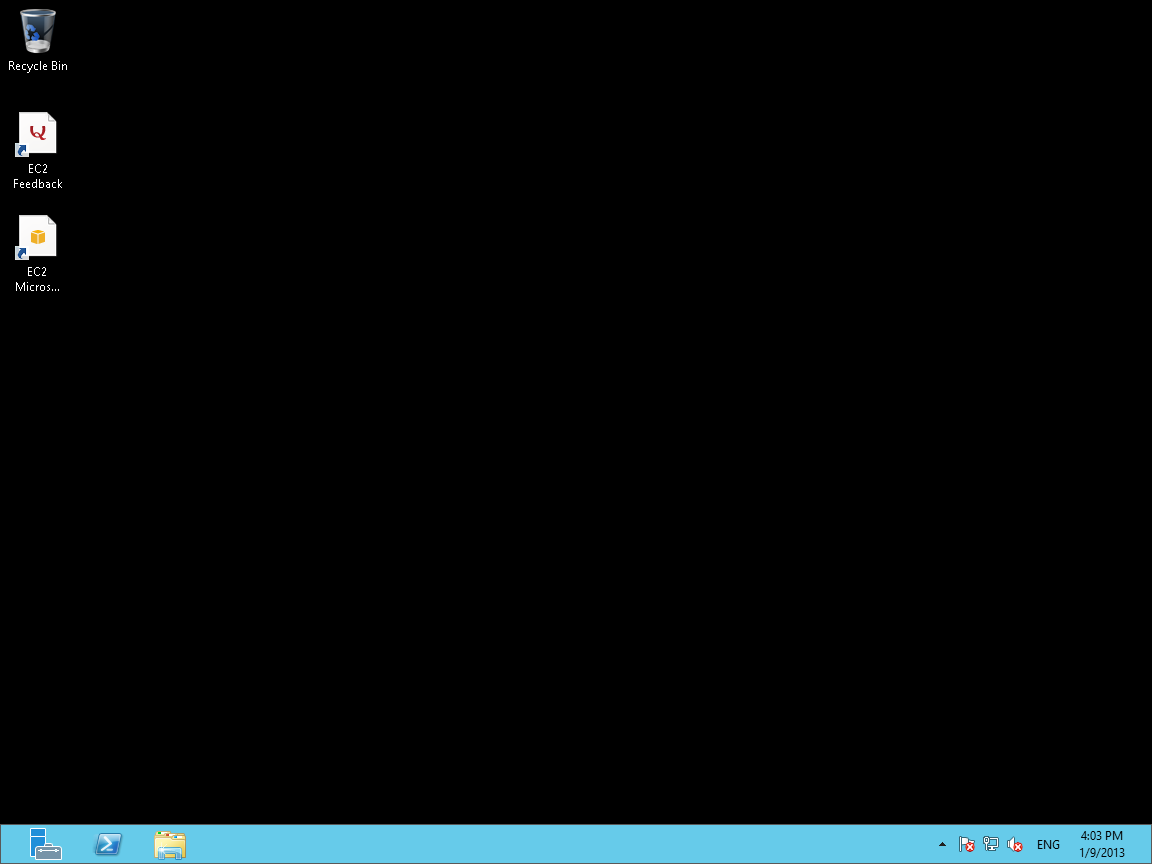 Recycle Bin
EC2
Feedback
EC2
Micros...
ENG
4:03 PM
1/9/2013